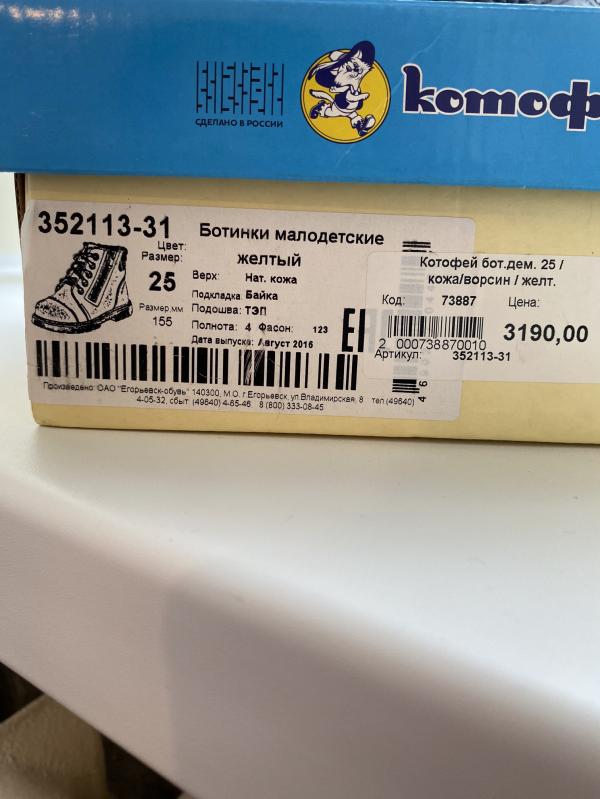 СДЕЛАНО В РОССИИ
котоф
352113-31
Ботинки малодетские
Цвет: желтый
Размер: 25
Размер,мм 155
Верх: Нат. кожа
Подкладка: Байка
Подошва: ТЭП
Полнота: 4 Фасон: 123
Дата выпуска: Август 2016
Произведено: ОАО "Егорьевск-обувь" 140300, М.О, г.Егорьевск, ул.Владимирская, 8 тел (49640)
4-05-32, сбыт (49640) 4-65-46 8 (800) 333-08-45
Котофей бот.дем. 25 /
кожа/ворсин / желт.
Код: 73887 Цена:
2 000738870010 3190,00
Артикул: 352113-31